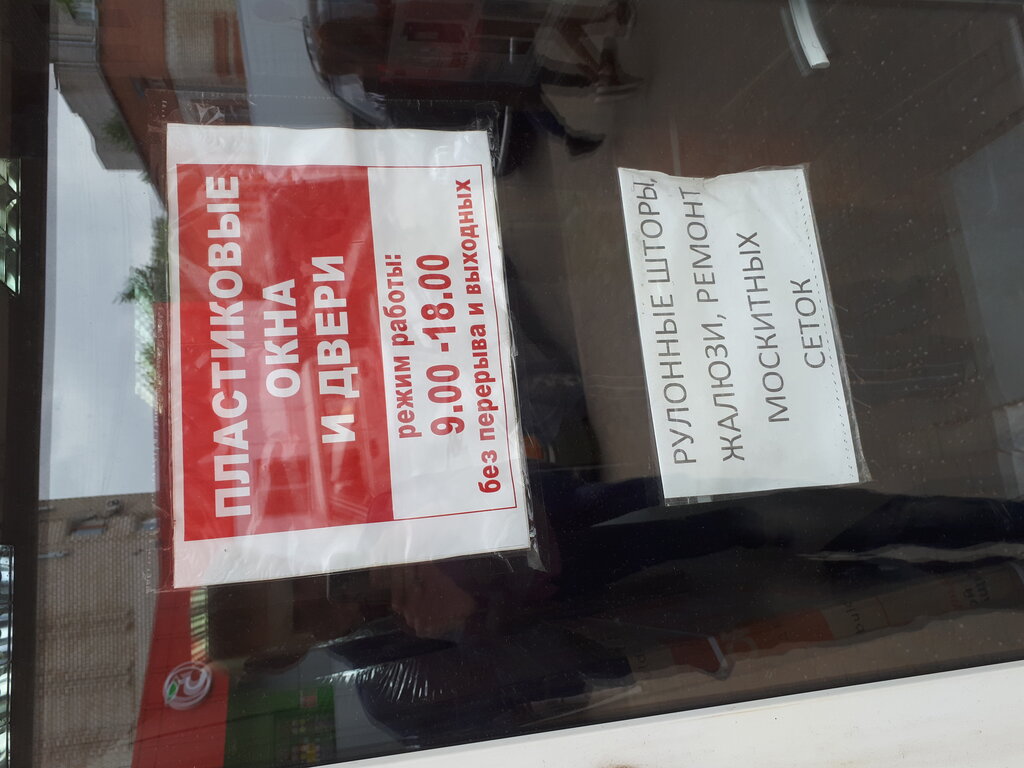 ПЛАСТИКОВЫЕ
ОКНА
И ДВЕРИ
режим работы:
9.00 -18.00
без перерыва и выходных
РУЛОННЫЕ ШТОРЫ,
ЖАЛЮЗИ, РЕМОНТ
МОСКИТНЫХ
СЕТОК